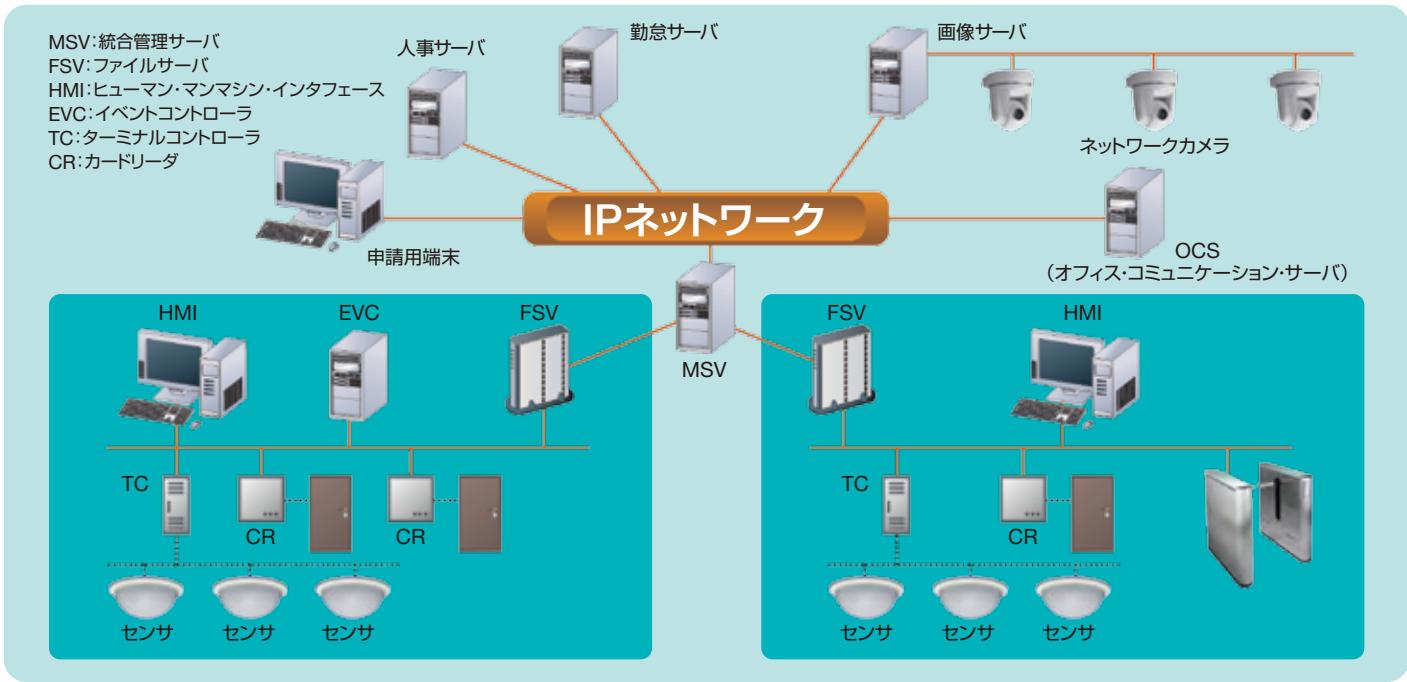 MSV：統合管理サーバ
FSV：ファイルサーバ
HMI：ヒューマン・マンマシン・インタフェース
EVC：イベントコントローラ
TC：ターミナルコントローラ
CR：カードリーダ
人事サーバ
勤怠サーバ
画像サーバ
ネットワークカメラ
IPネットワーク
申請用端末
OCS
（オフィス・コミュニケーション・サーバ）
MSV
HMI
EVC
FSV
TC
CR
CR
センサ
センサ
センサ
FSV
HMI
TC
CR
センサ
センサ
センサ